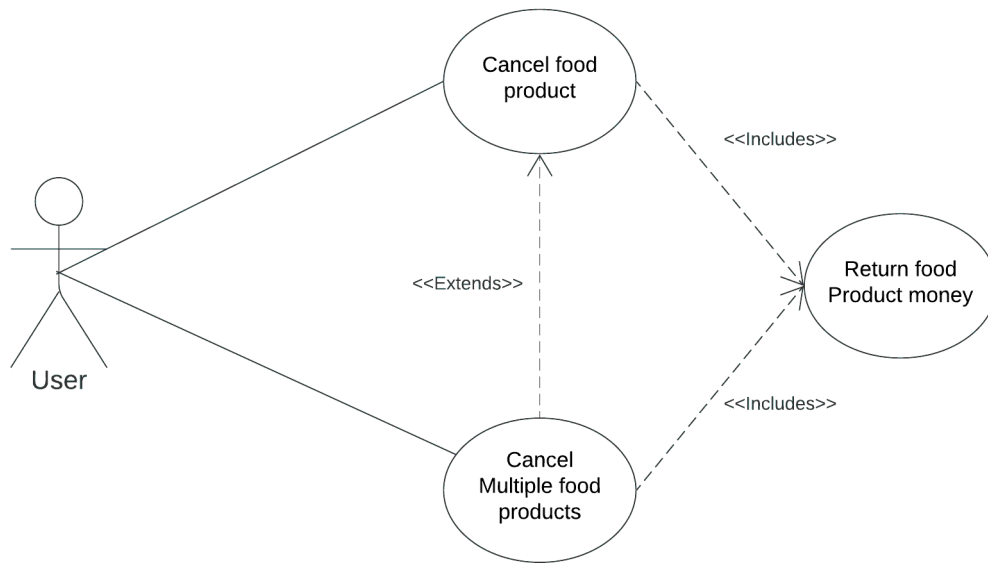 Cancel food
product
<<Includes>>
<<Extends>>
Return food
Product money
User
<<Includes>>
Cancel
Multiple food
products